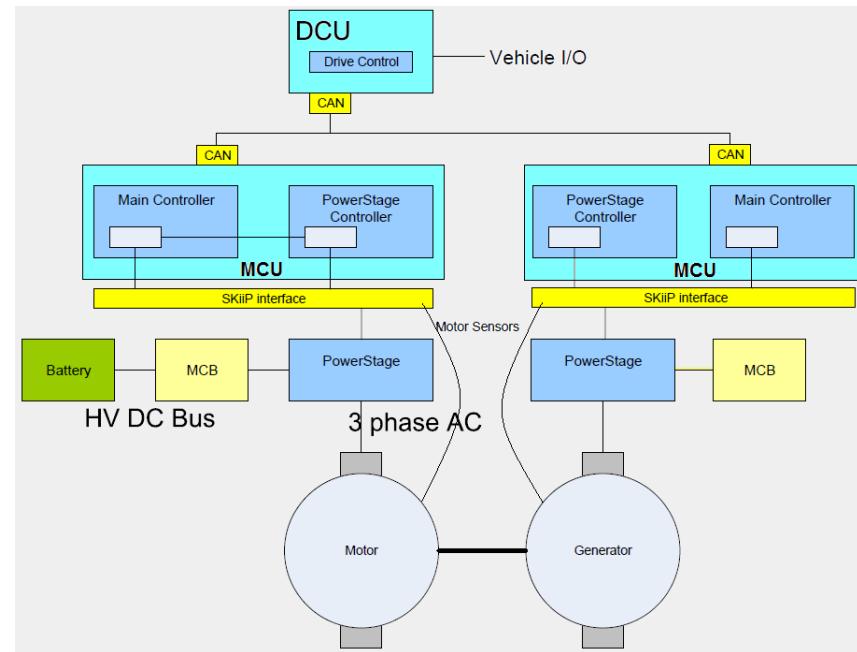 DCU
Drive Control
Vehicle I/O
CAN
CAN
CAN
Main Controller
PowerStage
Controller
MCU
PowerStage
Controller
Main Controller
MCU
SKiiP interface
SKiiP interface
Motor Sensors
Battery
MCB
PowerStage
PowerStage
MCB
HV DC Bus
3 phase AC
Motor
Generator